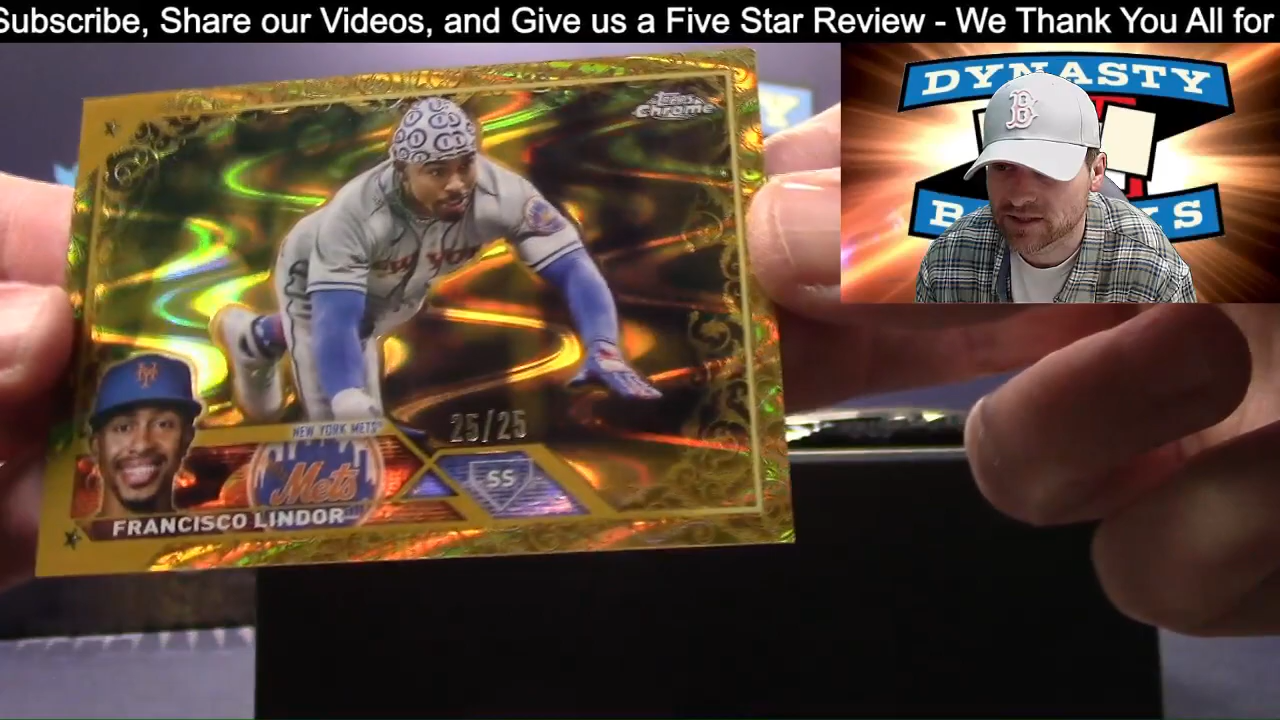 Subscribe, Share our Videos, and Give us a Five Star Review - We Thank You All for
DYNASTY
B
Topps
Chrome
NEW YORK
25/25
NEW YORK METS
Mets
SS
FRANCISCO LINDOR